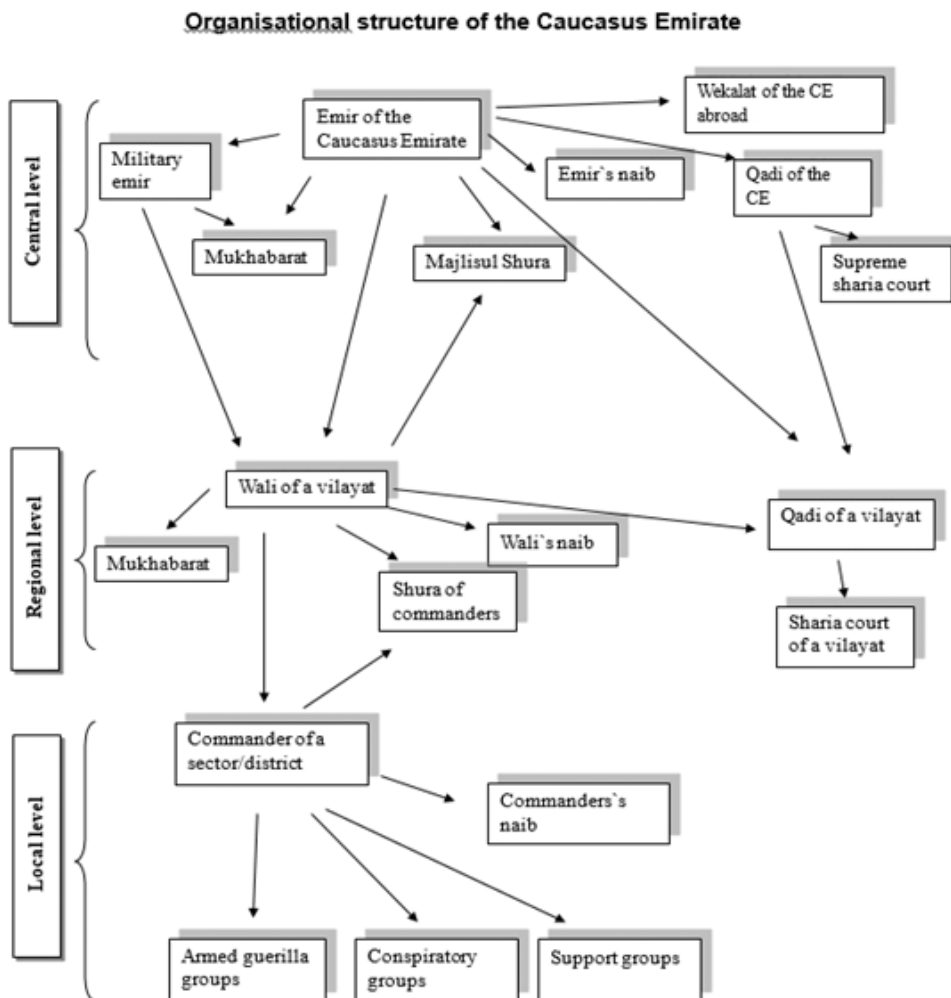 Organisational structure of the Caucasus Emirate
Central level
Wekalat of the CE
abroad
Emir of the
Caucasus Emirate
Military
emir
Emir`s naib
Qadi of the
CE
Mukhabarat
Majlisul Shura
Supreme
sharia court
Regional level
Wali of a vilayat
Qadi of a vilayat
Mukhabarat
Wali`s naib
Shura of
commanders
Sharia court
of a vilayat
Local level
Commander of a
sector/district
Commanders`s
naib
Armed guerilla
groups
Conspiratory
groups
Support groups